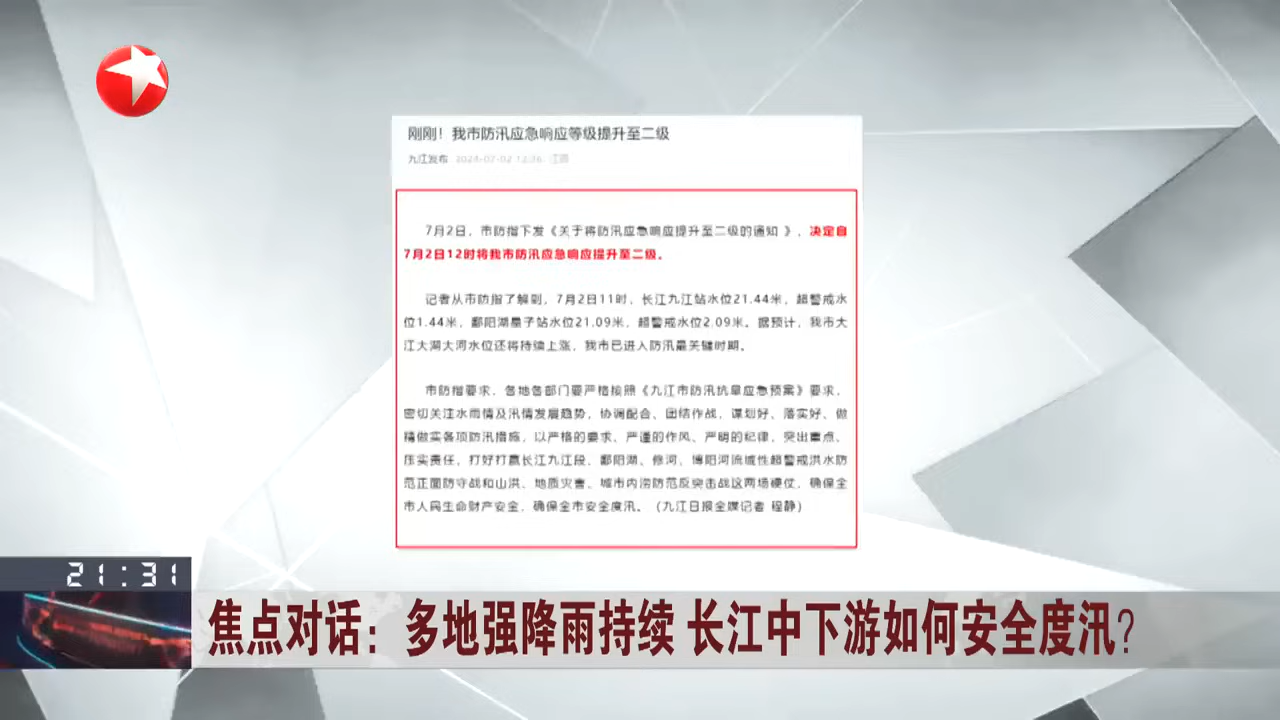 刚刚！我市防汛应急响应等级提升至二级
九江发布 2024-07-02 12:36 江西
7月2日，市防指下发《关于将防汛应急响应提升至二级的通知 》，决定自
7月2日12时将我市防汛应急响应提升至二级。
记者从市防指了解到，7月2日11时，长江九江站水位21.44米，超警戒水
位1.44米，鄱阳湖星子站水位21.09米，超警戒水位2.09米。据预计，我市大
江大湖大河水位还将持续上涨，我市已进入防汛最关键时期。
市防指要求，各地各部门要严格按照《九江市防汛抗旱应急预案》要求，
密切关注水雨情及汛情发展趋势，协调配合、团结作战，谋划好、落实好、做
精做实各项防汛措施，以严格的要求、严谨的作风、严明的纪律，突出重点、
压实责任，打好打赢长江九江段、鄱阳湖、修河、博阳河流域性超警戒洪水防
范正面防守战和山洪、地质灾害、城市内涝防范反突击战这两场硬仗，确保全
市人民生命财产安全，确保全市安全度汛。（九江日报全媒记者 程静）
21:31
焦点对话：多地强降雨持续 长江中下游如何安全度汛？